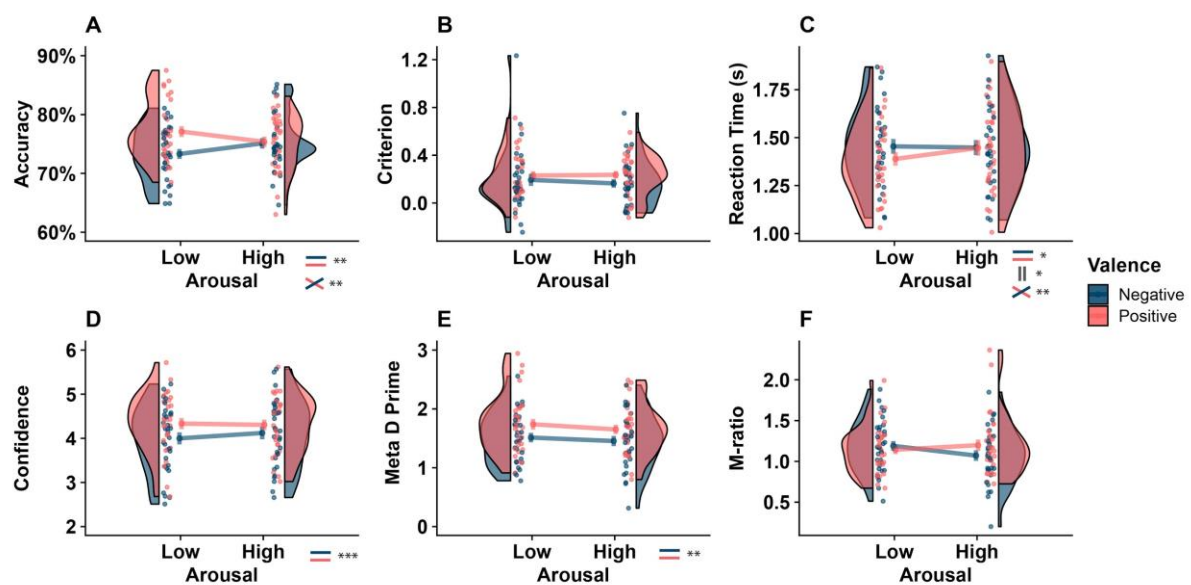 A
Accuracy
90%
80%
70%
60%
Low
High
Arousal
**
**
B
Criterion
1.2
0.8
0.4
0.0
Low
High
Arousal
C
Reaction Time (s)
1.75
1.50
1.25
1.00
Low
High
Arousal
*
*
**
Valence
Negative
Positive
D
Confidence
6
5
4
3
2
Low
High
Arousal
***
E
Meta D Prime
3
2
1
0
Low
High
Arousal
**
F
M-ratio
2.0
1.5
1.0
0.5
Low
High
Arousal